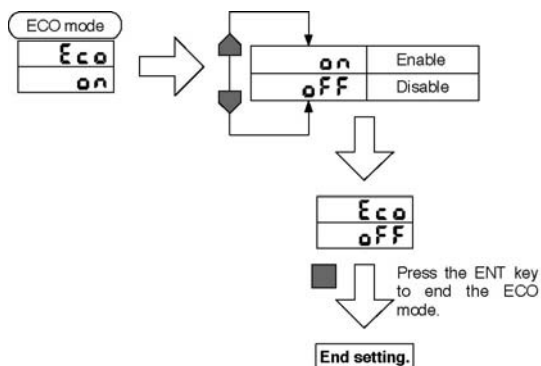 ECO mode
Eco
on
on Enable
oFF Disable
Eco
oFF
Press the ENT key
to end the ECO
mode.
End setting.